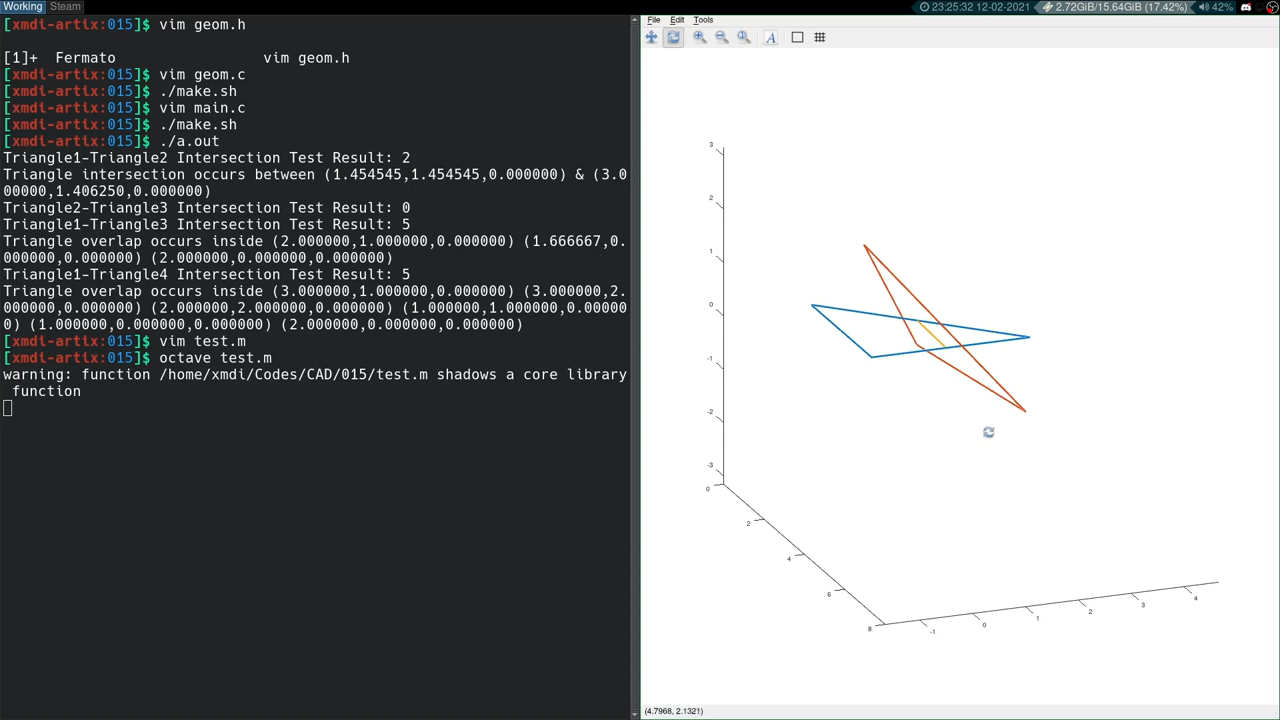 Working Steam
23:25:32 12-02-2021 2.72GiB/15.64GiB (17.42%) 42%
[xmdi-artix:015]$ vim geom.h
[1]+  Fermato                 vim geom.h
[xmdi-artix:015]$ vim geom.c
[xmdi-artix:015]$ ./make.sh
[xmdi-artix:015]$ vim main.c
[xmdi-artix:015]$ ./make.sh
[xmdi-artix:015]$ ./a.out
Triangle1-Triangle2 Intersection Test Result: 2
Triangle intersection occurs between (1.454545,1.454545,0.000000) & (3.0
00000,1.406250,0.000000)
Triangle2-Triangle3 Intersection Test Result: 0
Triangle1-Triangle3 Intersection Test Result: 5
Triangle overlap occurs inside (2.000000,1.000000,0.000000) (1.666667,0.
000000,0.000000) (2.000000,0.000000,0.000000)
Triangle1-Triangle4 Intersection Test Result: 5
Triangle overlap occurs inside (3.000000,1.000000,0.000000) (3.000000,2.
000000,0.000000) (2.000000,2.000000,0.000000) (1.000000,1.000000,0.00000
0) (1.000000,0.000000,0.000000) (2.000000,0.000000,0.000000)
[xmdi-artix:015]$ vim test.m
[xmdi-artix:015]$ octave test.m
warning: function /home/xmdi/Codes/CAD/015/test.m shadows a core library
 function
File Edit Tools
A
3
2
1
0
-1
-2
-3
0
2
4
6
8
-1
0
1
2
3
4
(4.7968, 2.1321)